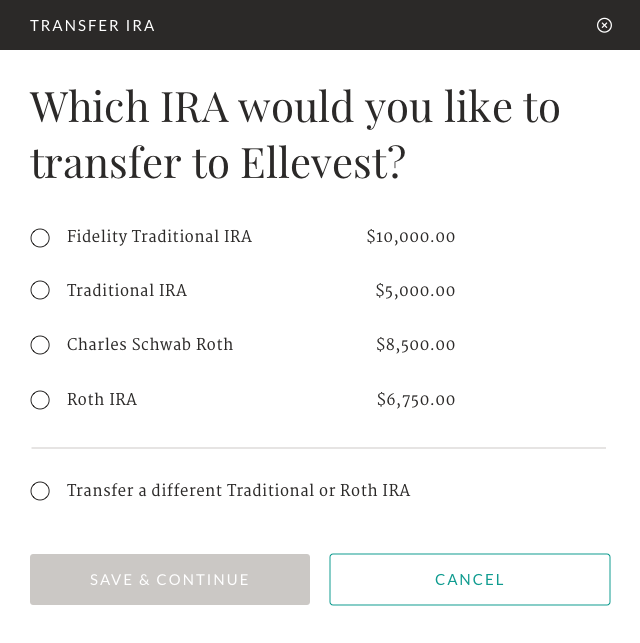 TRANSFER IRA
Which IRA would you like to
transfer to Ellevest?
Fidelity Traditional IRA $10,000.00
Traditional IRA $5,000.00
Charles Schwab Roth $8,500.00
Roth IRA $6,750.00
Transfer a different Traditional or Roth IRA
SAVE & CONTINUE CANCEL